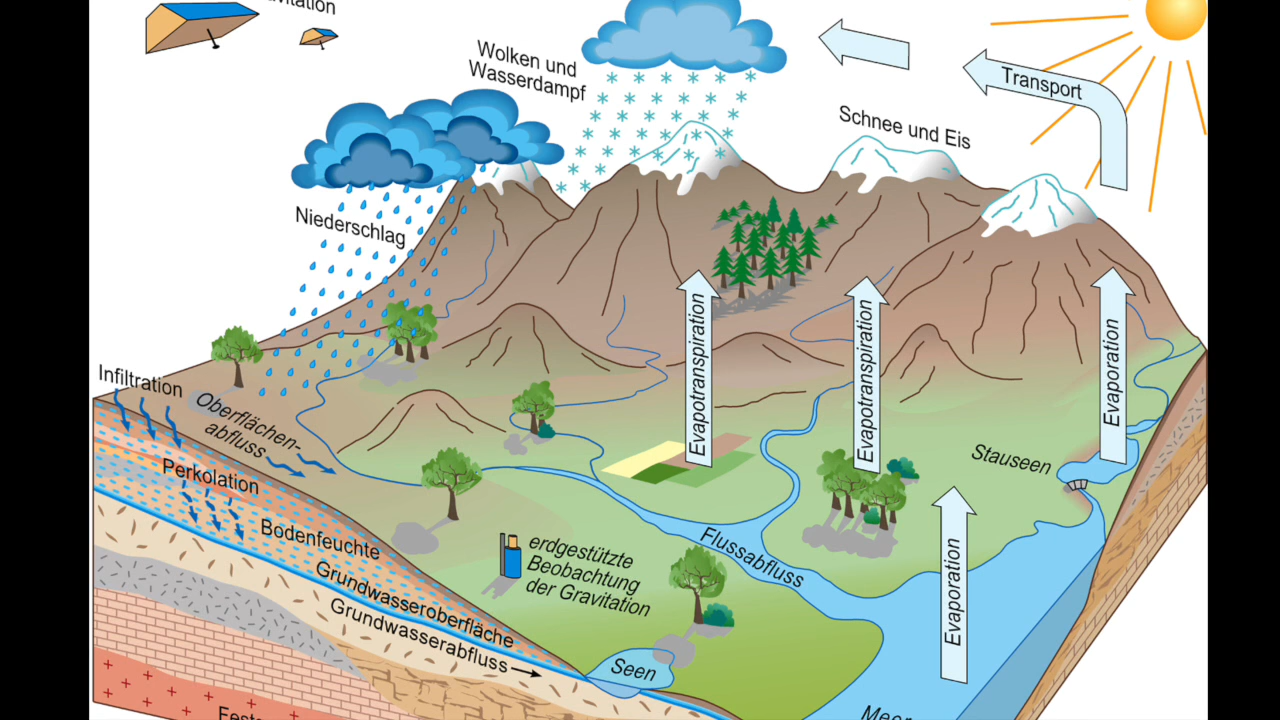 Wolken und
Wasserdampf
Transport
Schnee und Eis
Niederschlag
Infiltration
Oberflächen-
abfluss
Perkolation
Bodenfeuchte
Grundwasseroberfläche
Grundwasserabfluss
Evapotranspiration
Evapotranspiration
Evaporation
Stauseen
Evaporation
Flussabfluss
erdgestützte
Beobachtung
der Gravitation
Seen
Meer